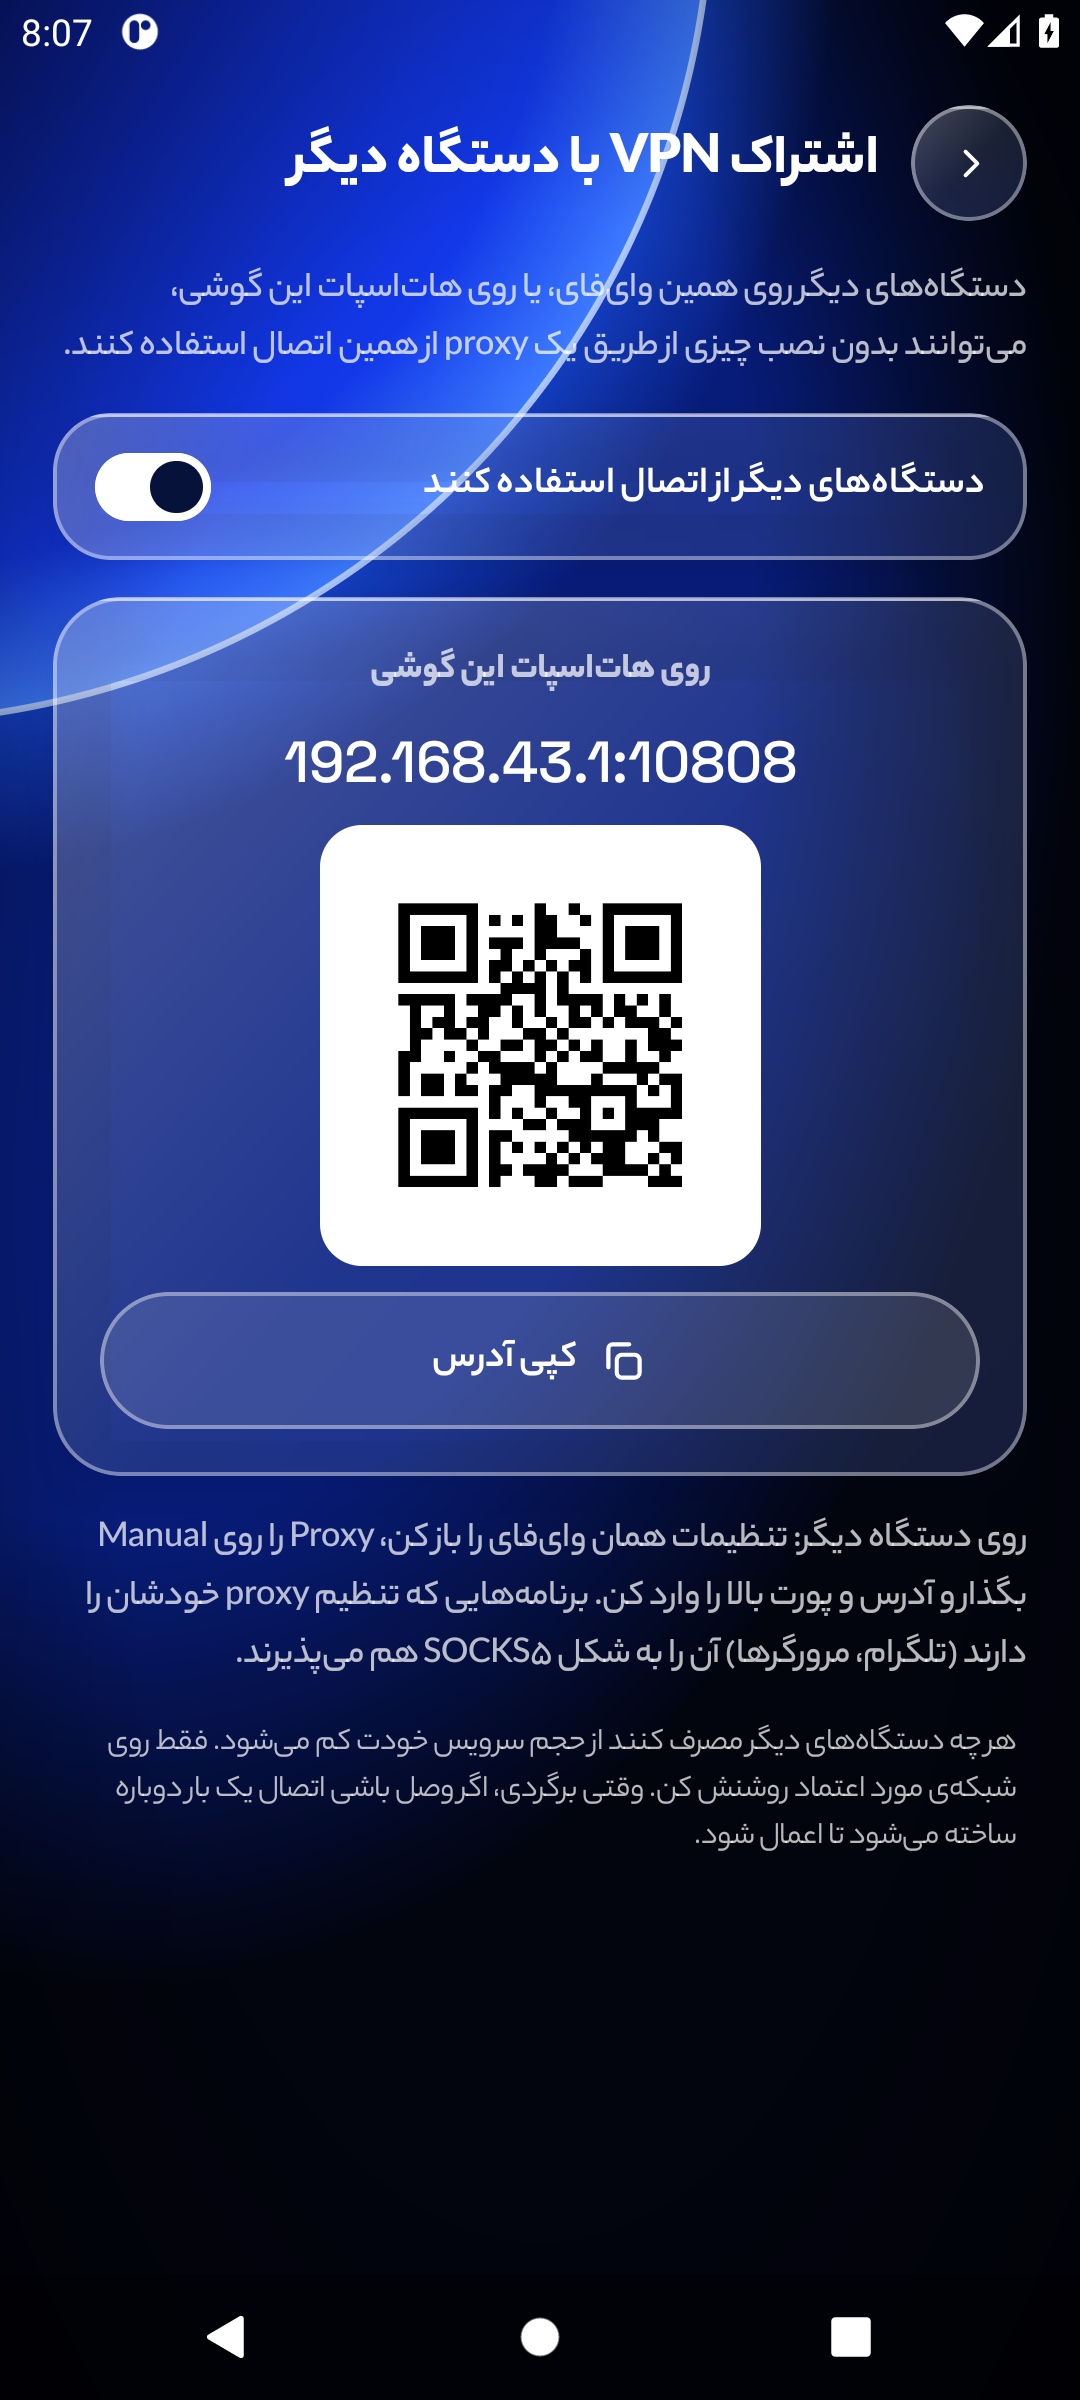 8:07
اشتراک VPN با دستگاه دیگر
دستگاه‌های دیگر روی همین وای‌فای، یا روی هات‌اسپات این گوشی،
می‌توانند بدون نصب چیزی از طریق یک proxy از همین اتصال استفاده کنند.
دستگاه‌های دیگر از اتصال استفاده کنند
روی هات‌اسپات این گوشی
192.168.43.1:10808
کپی آدرس
روی دستگاه دیگر: تنظیمات همان وای‌فای را باز کن، Proxy را روی Manual
بگذار و آدرس و پورت بالا را وارد کن. برنامه‌هایی که تنظیم proxy خودشان را
دارند (تلگرام، مرورگرها) آن را به شکل SOCKS۵ هم می‌پذیرند.
هر چه دستگاه‌های دیگر مصرف کنند از حجم سرویس خودت کم می‌شود. فقط روی
شبکه‌ی مورد اعتماد روشنش کن. وقتی برگردی، اگر وصل باشی اتصال یک بار دوباره
ساخته می‌شود تا اعمال شود.